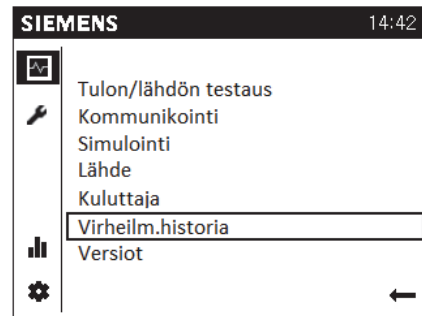 SIEMENS 14:42
Tulon/lähdön testaus
Kommunikointi
Simulointi
Lähde
Kuluttaja
Virheilm.historia
Versiot